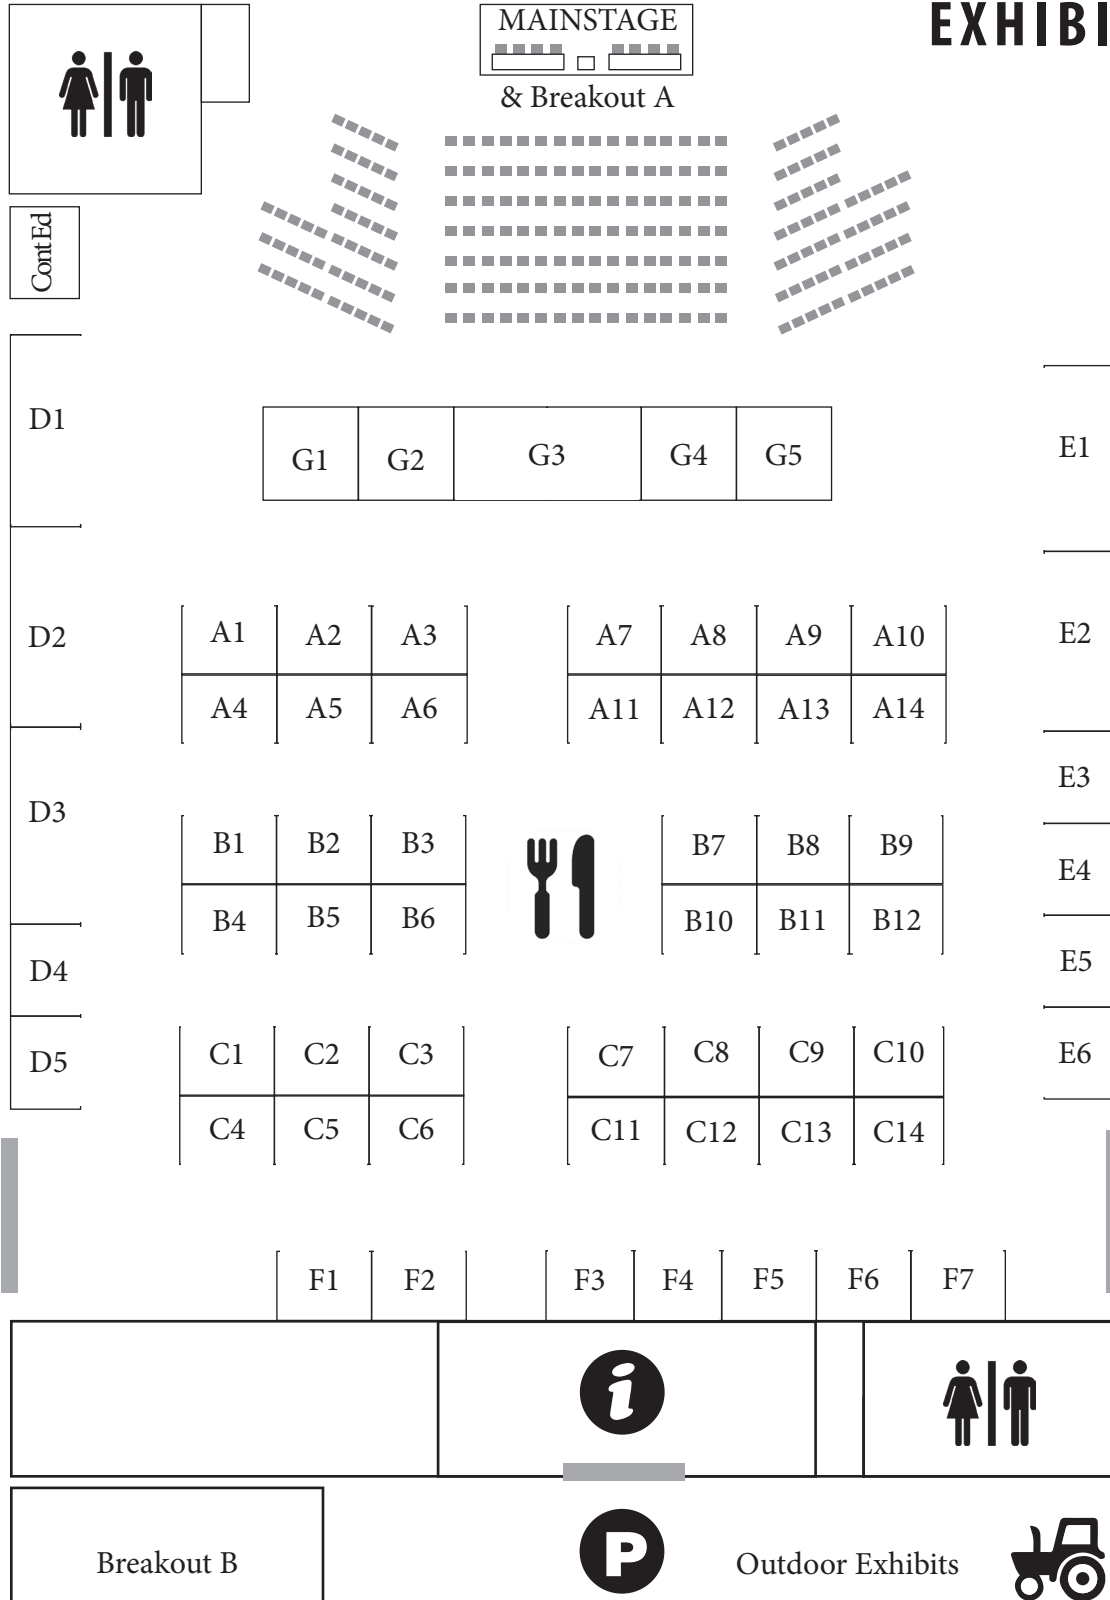 EXHIBI
MAINSTAGE
& Breakout A
ContEd
D1
G1 G2 G3 G4 G5
E1
D2
A1 A2 A3 A7 A8 A9 A10
E2
A4 A5 A6 A11 A12 A13 A14
E3
D3
B1 B2 B3 B7 B8 B9
E4
B4 B5 B6 B10 B11 B12
D4
E5
C1 C2 C3 C7 C8 C9 C10
D5
E6
C4 C5 C6 C11 C12 C13 C14
F1 F2 F3 F4 F5 F6 F7
i
P
Breakout B
Outdoor Exhibits